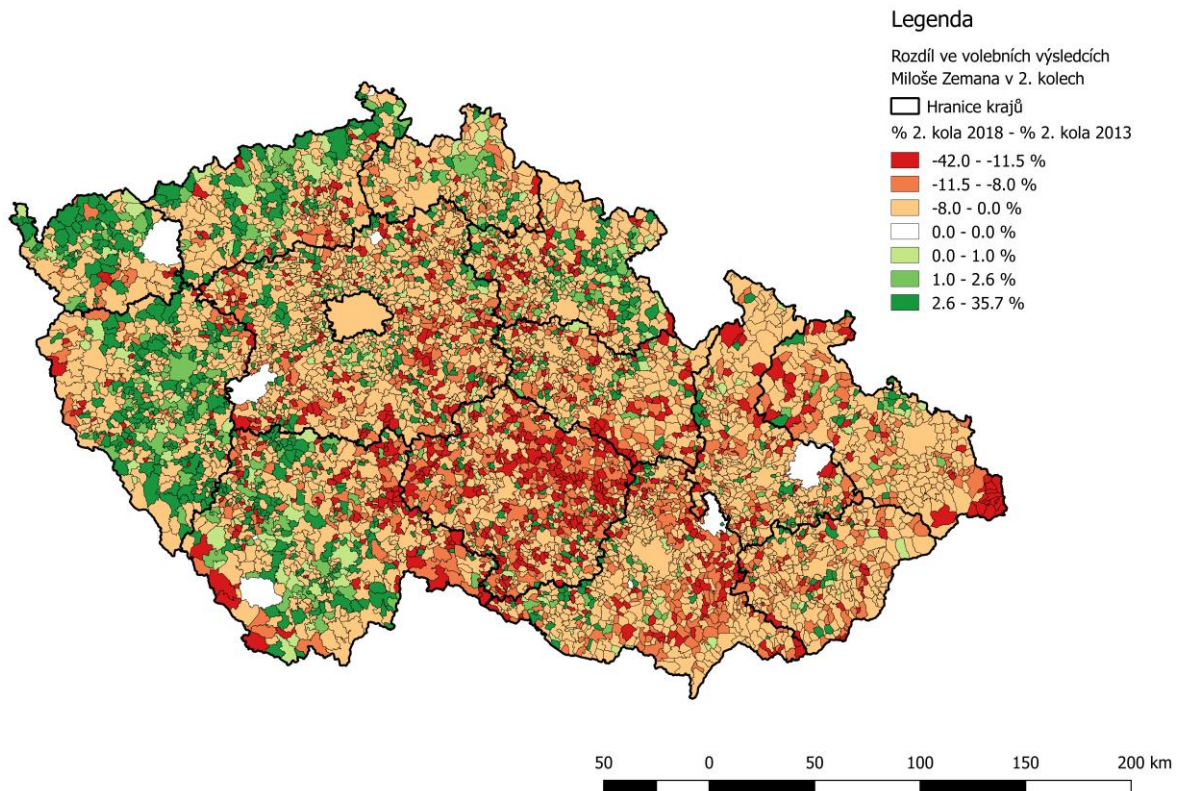 Legenda
Rozdíl ve volebních výsledcích
Miloše Zemana v 2. kolech
Hranice krajů
% 2. kola 2018 - % 2. kola 2013
-42.0 - -11.5 %
-11.5 - -8.0 %
-8.0 - 0.0 %
0.0 - 0.0 %
0.0 - 1.0 %
1.0 - 2.6 %
2.6 - 35.7 %
50 0 50 100 150 200 km